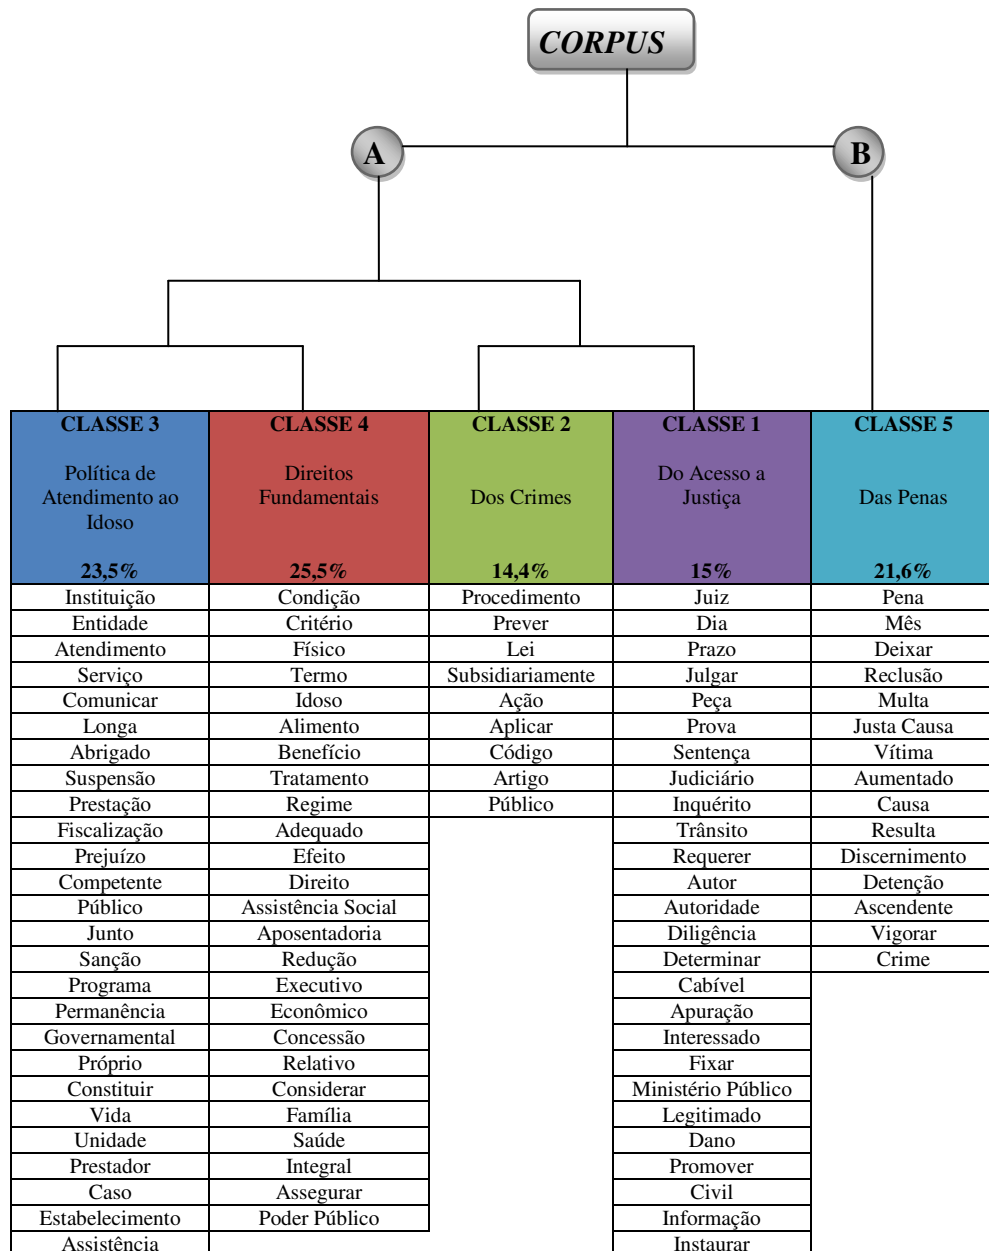 CORPUS
A
B
CLASSE 3
Política de
Atendimento ao
Idoso
23,5%
Instituição
Entidade
Atendimento
Serviço
Comunicar
Longa
Abrigado
Suspensão
Prestação
Fiscalização
Prejuízo
Competente
Público
Junto
Sanção
Programa
Permanência
Governamental
Próprio
Constituir
Vida
Unidade
Prestador
Caso
Estabelecimento
Assistência
CLASSE 4
Direitos
Fundamentais
25,5%
Condição
Critério
Físico
Termo
Idoso
Alimento
Benefício
Tratamento
Regime
Adequado
Efeito
Direito
Assistência Social
Aposentadoria
Redução
Executivo
Econômico
Concessão
Relativo
Considerar
Família
Saúde
Integral
Assegurar
Poder Público
CLASSE 2
Dos Crimes
14,4%
Procedimento
Prever
Lei
Subsidiariamente
Ação
Aplicar
Código
Artigo
Público
CLASSE 1
Do Acesso a
Justiça
15%
Juiz
Dia
Prazo
Julgar
Peça
Prova
Sentença
Judiciário
Inquérito
Trânsito
Requerer
Autor
Autoridade
Diligência
Determinar
Cabível
Apuração
Interessado
Fixar
Ministério Público
Legitimado
Dano
Promover
Civil
Informação
Instaurar
CLASSE 5
Das Penas
21,6%
Pena
Mês
Deixar
Reclusão
Multa
Justa Causa
Vítima
Aumentado
Causa
Resulta
Discernimento
Detenção
Ascendente
Vigorar
Crime